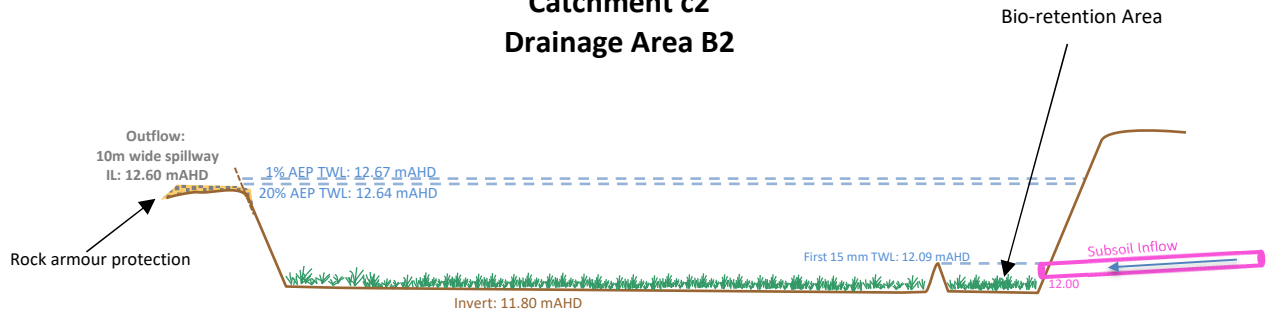 Catchment c2
Drainage Area B2
Bio-retention Area
Outflow:
10m wide spillway
IL: 12.60 mAHD
1% AEP TWL: 12.67 mAHD
20% AEP TWL: 12.64 mAHD
Rock armour protection
First 15 mm TWL: 12.09 mAHD
Subsoil Inflow
12.00
Invert: 11.80 mAHD